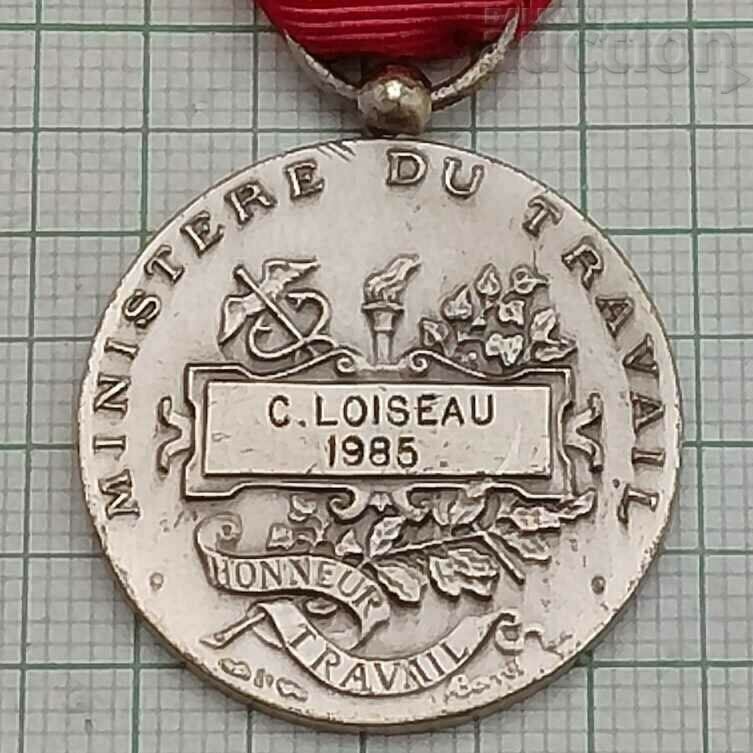 MINISTERE DU TRAVAIL
C. LOISEAU
1985
HONNEUR
TRAVAIL